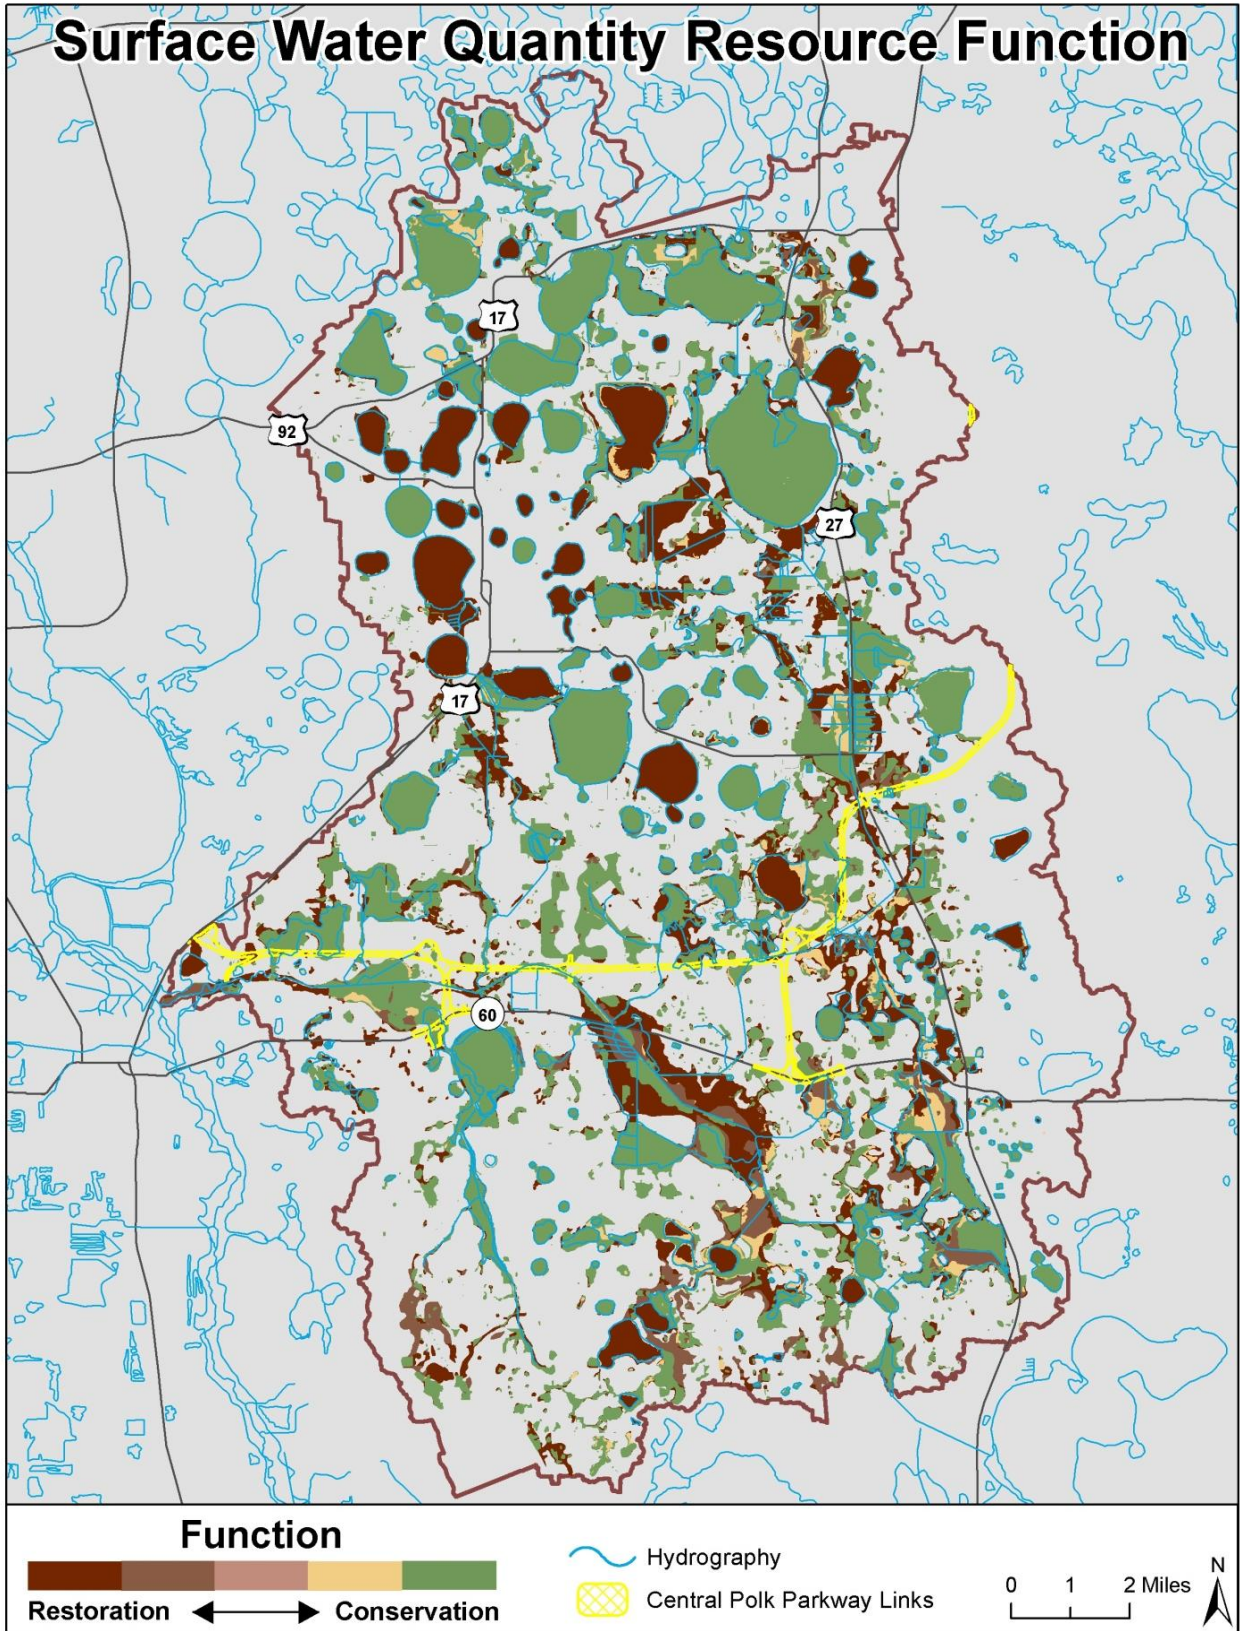 Surface Water Quantity Resource Function
17
92
27
17
60
Function
Restoration
Conservation
Hydrography
Central Polk Parkway Links
0 1 2 Miles
N